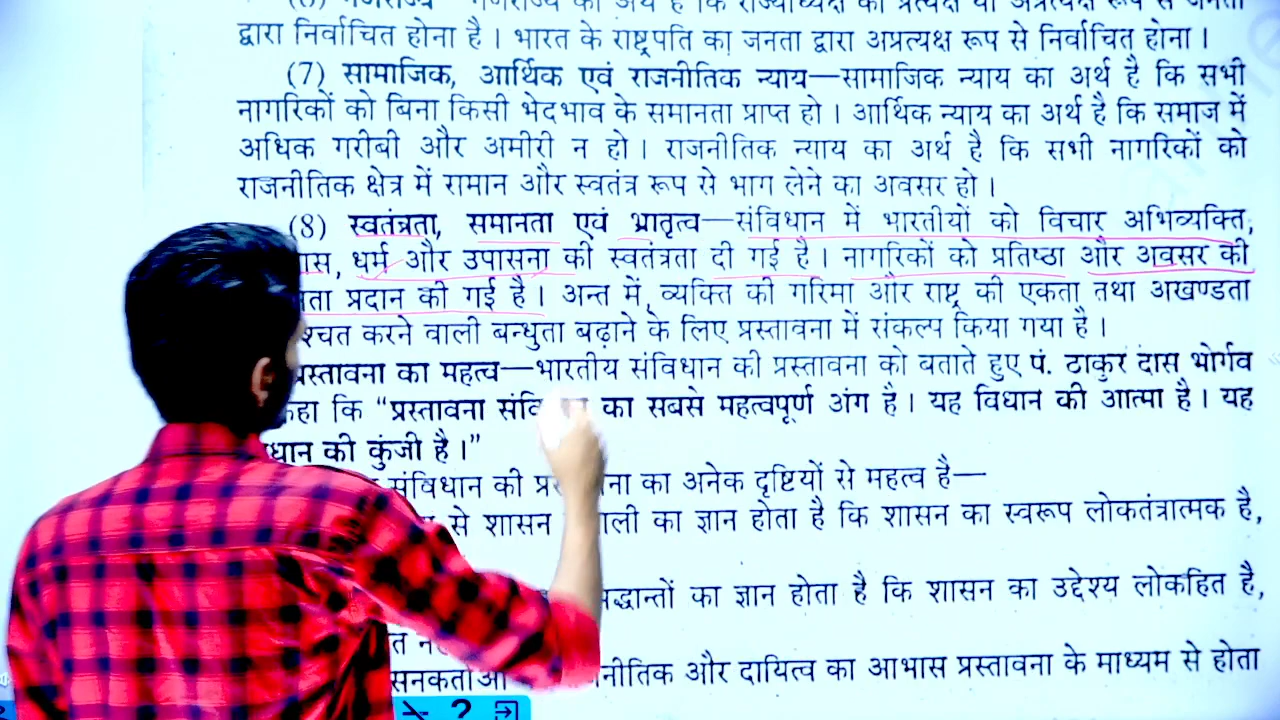 द्वारा निर्वाचित होना है। भारत के राष्ट्रपति का जनता द्वारा अप्रत्यक्ष रूप से निर्वाचित होना।
(7) सामाजिक, आर्थिक एवं राजनीतिक न्याय—सामाजिक न्याय का अर्थ है कि सभी
नागरिकों को बिना किसी भेदभाव के समानता प्राप्त हो। आर्थिक न्याय का अर्थ है कि समाज में
अधिक गरीबी और अमीरी न हो। राजनीतिक न्याय का अर्थ है कि सभी नागरिकों को
राजनीतिक क्षेत्र में समान और स्वतंत्र रूप से भाग लेने का अवसर हो।
(8) स्वतंत्रता, समानता एवं भ्रातृत्व—संविधान में भारतीयों को विचार अभिव्यक्ति,
धर्म और उपासना की स्वतंत्रता दी गई है। नागरिकों को प्रतिष्ठा और अवसर की
प्रदान की गई है। अन्त में, व्यक्ति की गरिमा और राष्ट्र की एकता तथा अखण्डता
करने वाली बन्धुता बढ़ाने के लिए प्रस्तावना में संकल्प किया गया है।
प्रस्तावना का महत्व—भारतीय संविधान की प्रस्तावना को बताते हुए पं. ठाकुर दास भोर्गव
कहा कि “प्रस्तावना का सबसे महत्वपूर्ण अंग है। यह विधान की आत्मा है। यह
की कुंजी है।”
संविधान की का अनेक दृष्टियों से महत्व है—
से शासन का ज्ञान होता है कि शासन का स्वरूप लोकतंत्रात्मक है,
का ज्ञान होता है कि शासन का उद्देश्य लोकहित है,
और दायित्व का आभास प्रस्तावना के माध्यम से होता
?